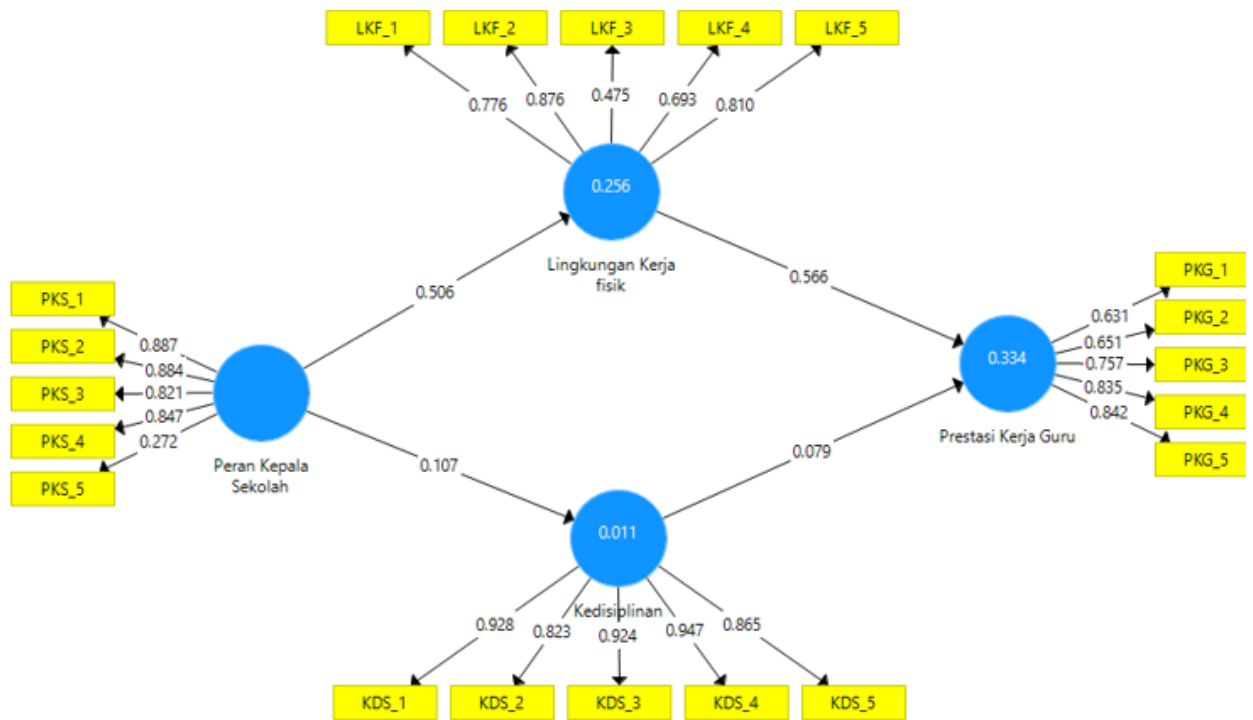 LKF_1 LKF_2 LKF_3 LKF_4 LKF_5
0.776 0.876 0.475 0.693 0.810
0.256
Lingkungan Kerja
fisik
0.506
0.566
PKS_1
PKS_2
PKS_3
PKS_4
PKS_5
0.887
0.884
0.821
0.847
0.272
Peran Kepala
Sekolah
0.334
Prestasi Kerja Guru
0.631
0.651
0.757
0.835
0.842
PKG_1
PKG_2
PKG_3
PKG_4
PKG_5
0.107
0.079
0.011
Kedisiplinan
0.928 0.823 0.924 0.947 0.865
KDS_1 KDS_2 KDS_3 KDS_4 KDS_5